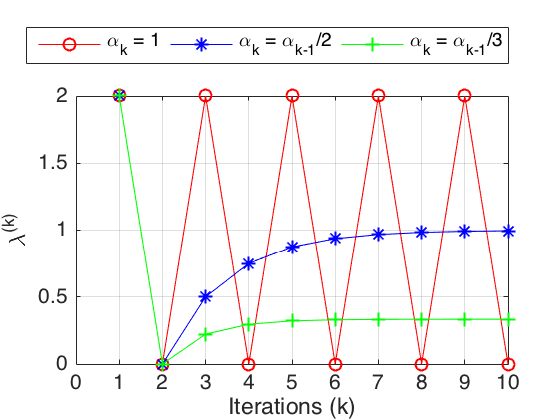 α_k = 1 α_k = α_{k-1}/2 α_k = α_{k-1}/3
2
1.5
1
0.5
0
λ^{(k)}
0 1 2 3 4 5 6 7 8 9 10
Iterations (k)